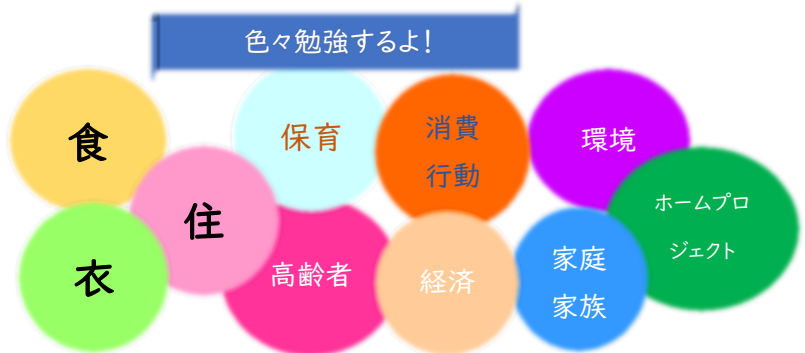 色々勉強するよ！
食
保育
消費
行動
環境
住
ホームプロ
ジェクト
衣
高齢者
経済
家庭
家族